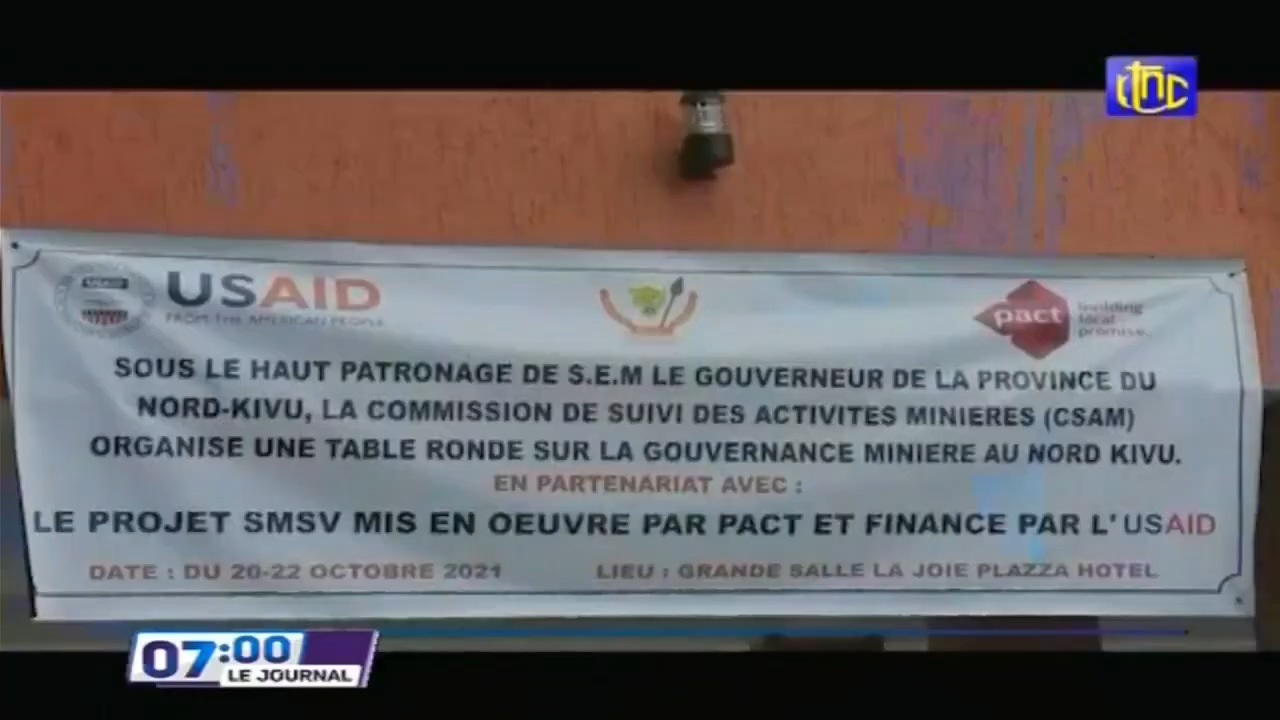 rtnc
USAID
USAID
FROM THE AMERICAN PEOPLE
pact
building
local
promise.
SOUS LE HAUT PATRONAGE DE S.E.M LE GOUVERNEUR DE LA PROVINCE DU
NORD-KIVU, LA COMMISSION DE SUIVI DES ACTIVITES MINIERES (CSAM)
ORGANISE UNE TABLE RONDE SUR LA GOUVERNANCE MINIERE AU NORD KIVU.
EN PARTENARIAT AVEC :
LE PROJET SMSV MIS EN OEUVRE PAR PACT ET FINANCE PAR L'USAID
DATE : DU 20-22 OCTOBRE 2021 LIEU : GRANDE SALLE LA JOIE PLAZZA HOTEL
07:00
LE JOURNAL